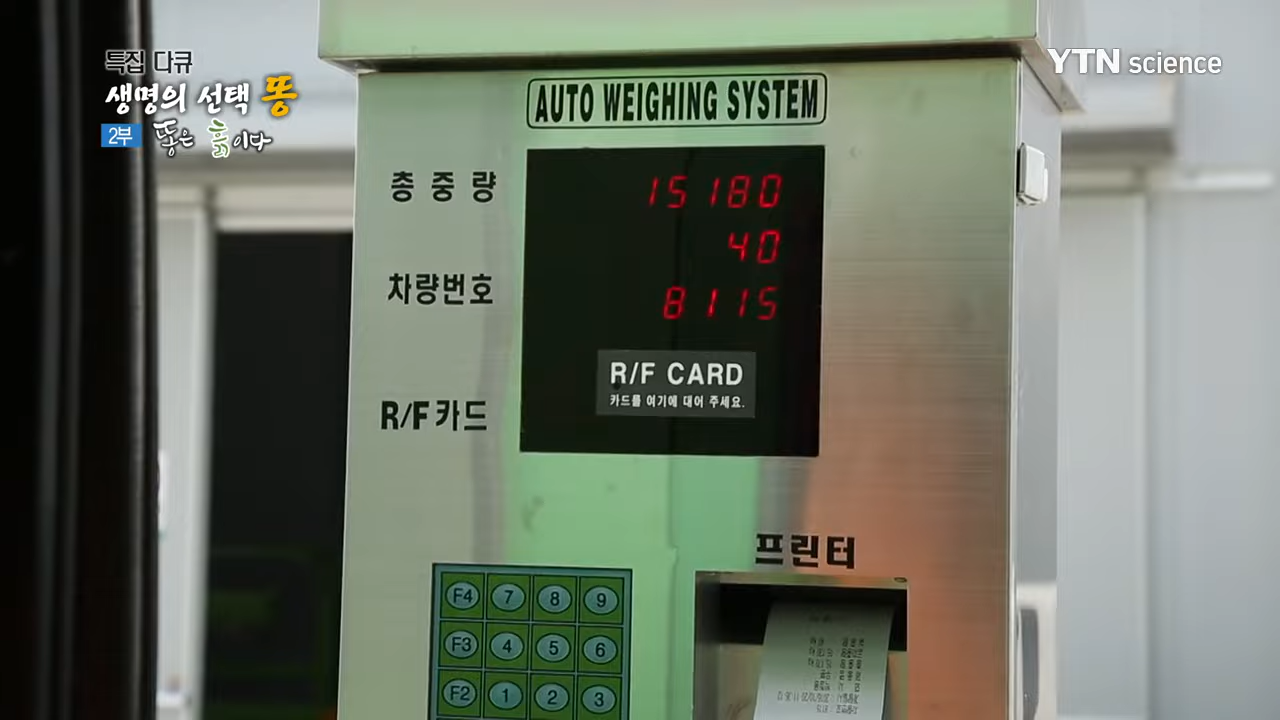 특집 다큐
생명의 선택 똥
2부 똥은 흙이다
YTN science
AUTO WEIGHING SYSTEM
총중량
15180
40
차량번호
8115
R/F CARD
카드를 여기에 대어 주세요.
R/F카드
프린터
F4 7 8 9
F3 4 5 6
F2 1 2 3